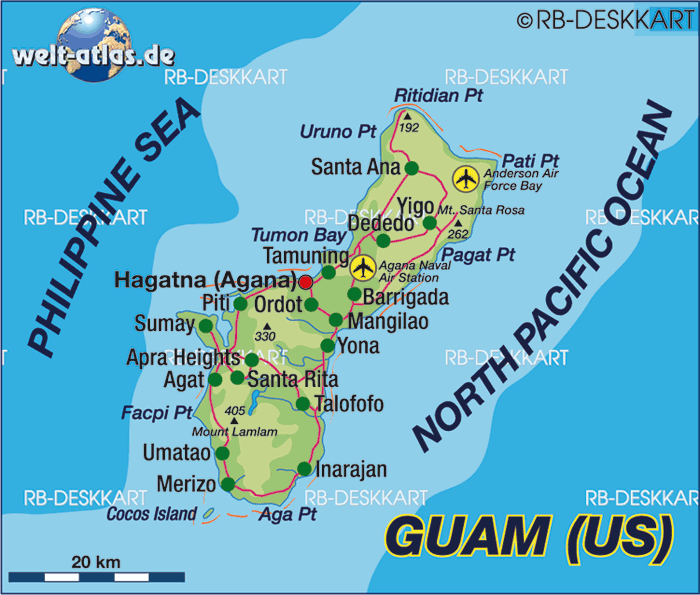 ©RB-DESKKART
welt-atlas.de
RB-DESKKART
RB-DESKKART
Ritidian Pt
192
Uruno Pt
PHILIPPINE SEA
Pati Pt
Santa Ana
Anderson Air
Force Bay
NORTH PACIFIC OCEAN
RB-DESKKART
RB-DESKKART
Yigo
Mt. Santa Rosa
Dededo
262
Tumon Bay
Pagat Pt
Tamuning
Agana Naval
Air Station
Hagatna (Agana)
Piti
Ordot
Barrigada
Sumay
Mangilao
330
Yona
Apra Heights
RB-DESKKART
RB-DESKKART
Agat
Santa Rita
Talofofo
Facpi Pt
405
Mount Lamlam
Umatao
Inarajan
Merizo
RB-DESKKART
RB-DESKKART
RB-DESKKART
Cocos Island
Aga Pt
GUAM (US)
20 km